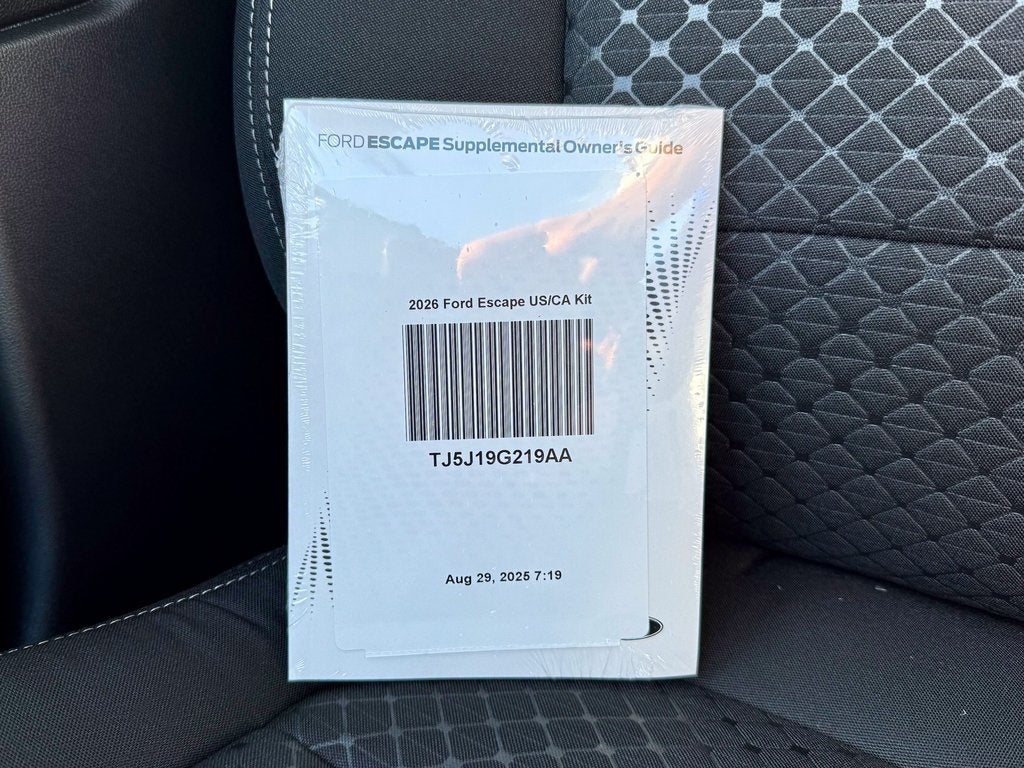 FORD ESCAPE Supplemental Owner's Guide
2026 Ford Escape US/CA Kit
TJ5J19G219AA
Aug 29, 2025 7:19